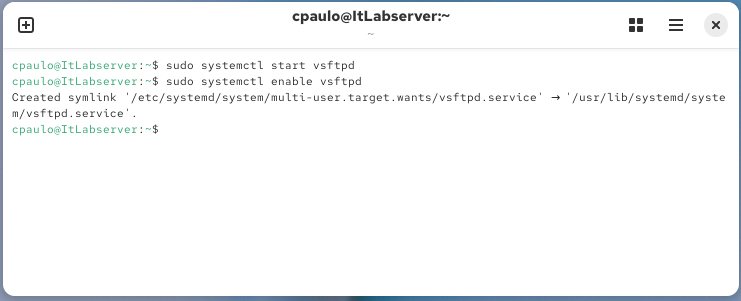 cpaulo@ItLabserver:~
~
cpaulo@ItLabserver:~$ sudo systemctl start vsftpd
cpaulo@ItLabserver:~$ sudo systemctl enable vsftpd
Created symlink '/etc/systemd/system/multi-user.target.wants/vsftpd.service' → '/usr/lib/systemd/syste
m/vsftpd.service'.
cpaulo@ItLabserver:~$